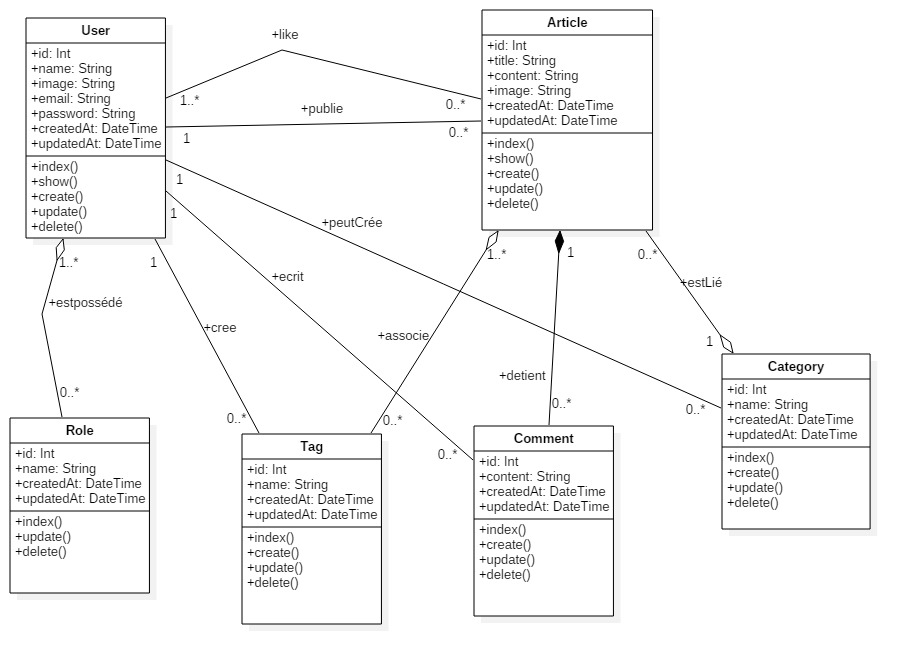 User
+id: Int
+name: String
+image: String
+email: String
+password: String
+createdAt: DateTime
+updatedAt: DateTime
+index()
+show()
+create()
+update()
+delete()
Article
+id: Int
+title: String
+content: String
+image: String
+createdAt: DateTime
+updatedAt: DateTime
+index()
+show()
+create()
+update()
+delete()
+like
1..*
0..*
+publie
1
0..*
1
+peutCrée
0..*
1
+ecrit
0..*
1..*
+estpossédé
0..*
1
+cree
0..*
1..*
+associe
0..*
1
+detient
0..*
0..*
+estLié
1
Category
+id: Int
+name: String
+createdAt: DateTime
+updatedAt: DateTime
+index()
+create()
+update()
+delete()
Role
+id: Int
+name: String
+createdAt: DateTime
+updatedAt: DateTime
+index()
+update()
+delete()
Tag
+id: Int
+name: String
+createdAt: DateTime
+updatedAt: DateTime
+index()
+create()
+update()
+delete()
Comment
+id: Int
+content: String
+createdAt: DateTime
+updatedAt: DateTime
+index()
+create()
+update()
+delete()